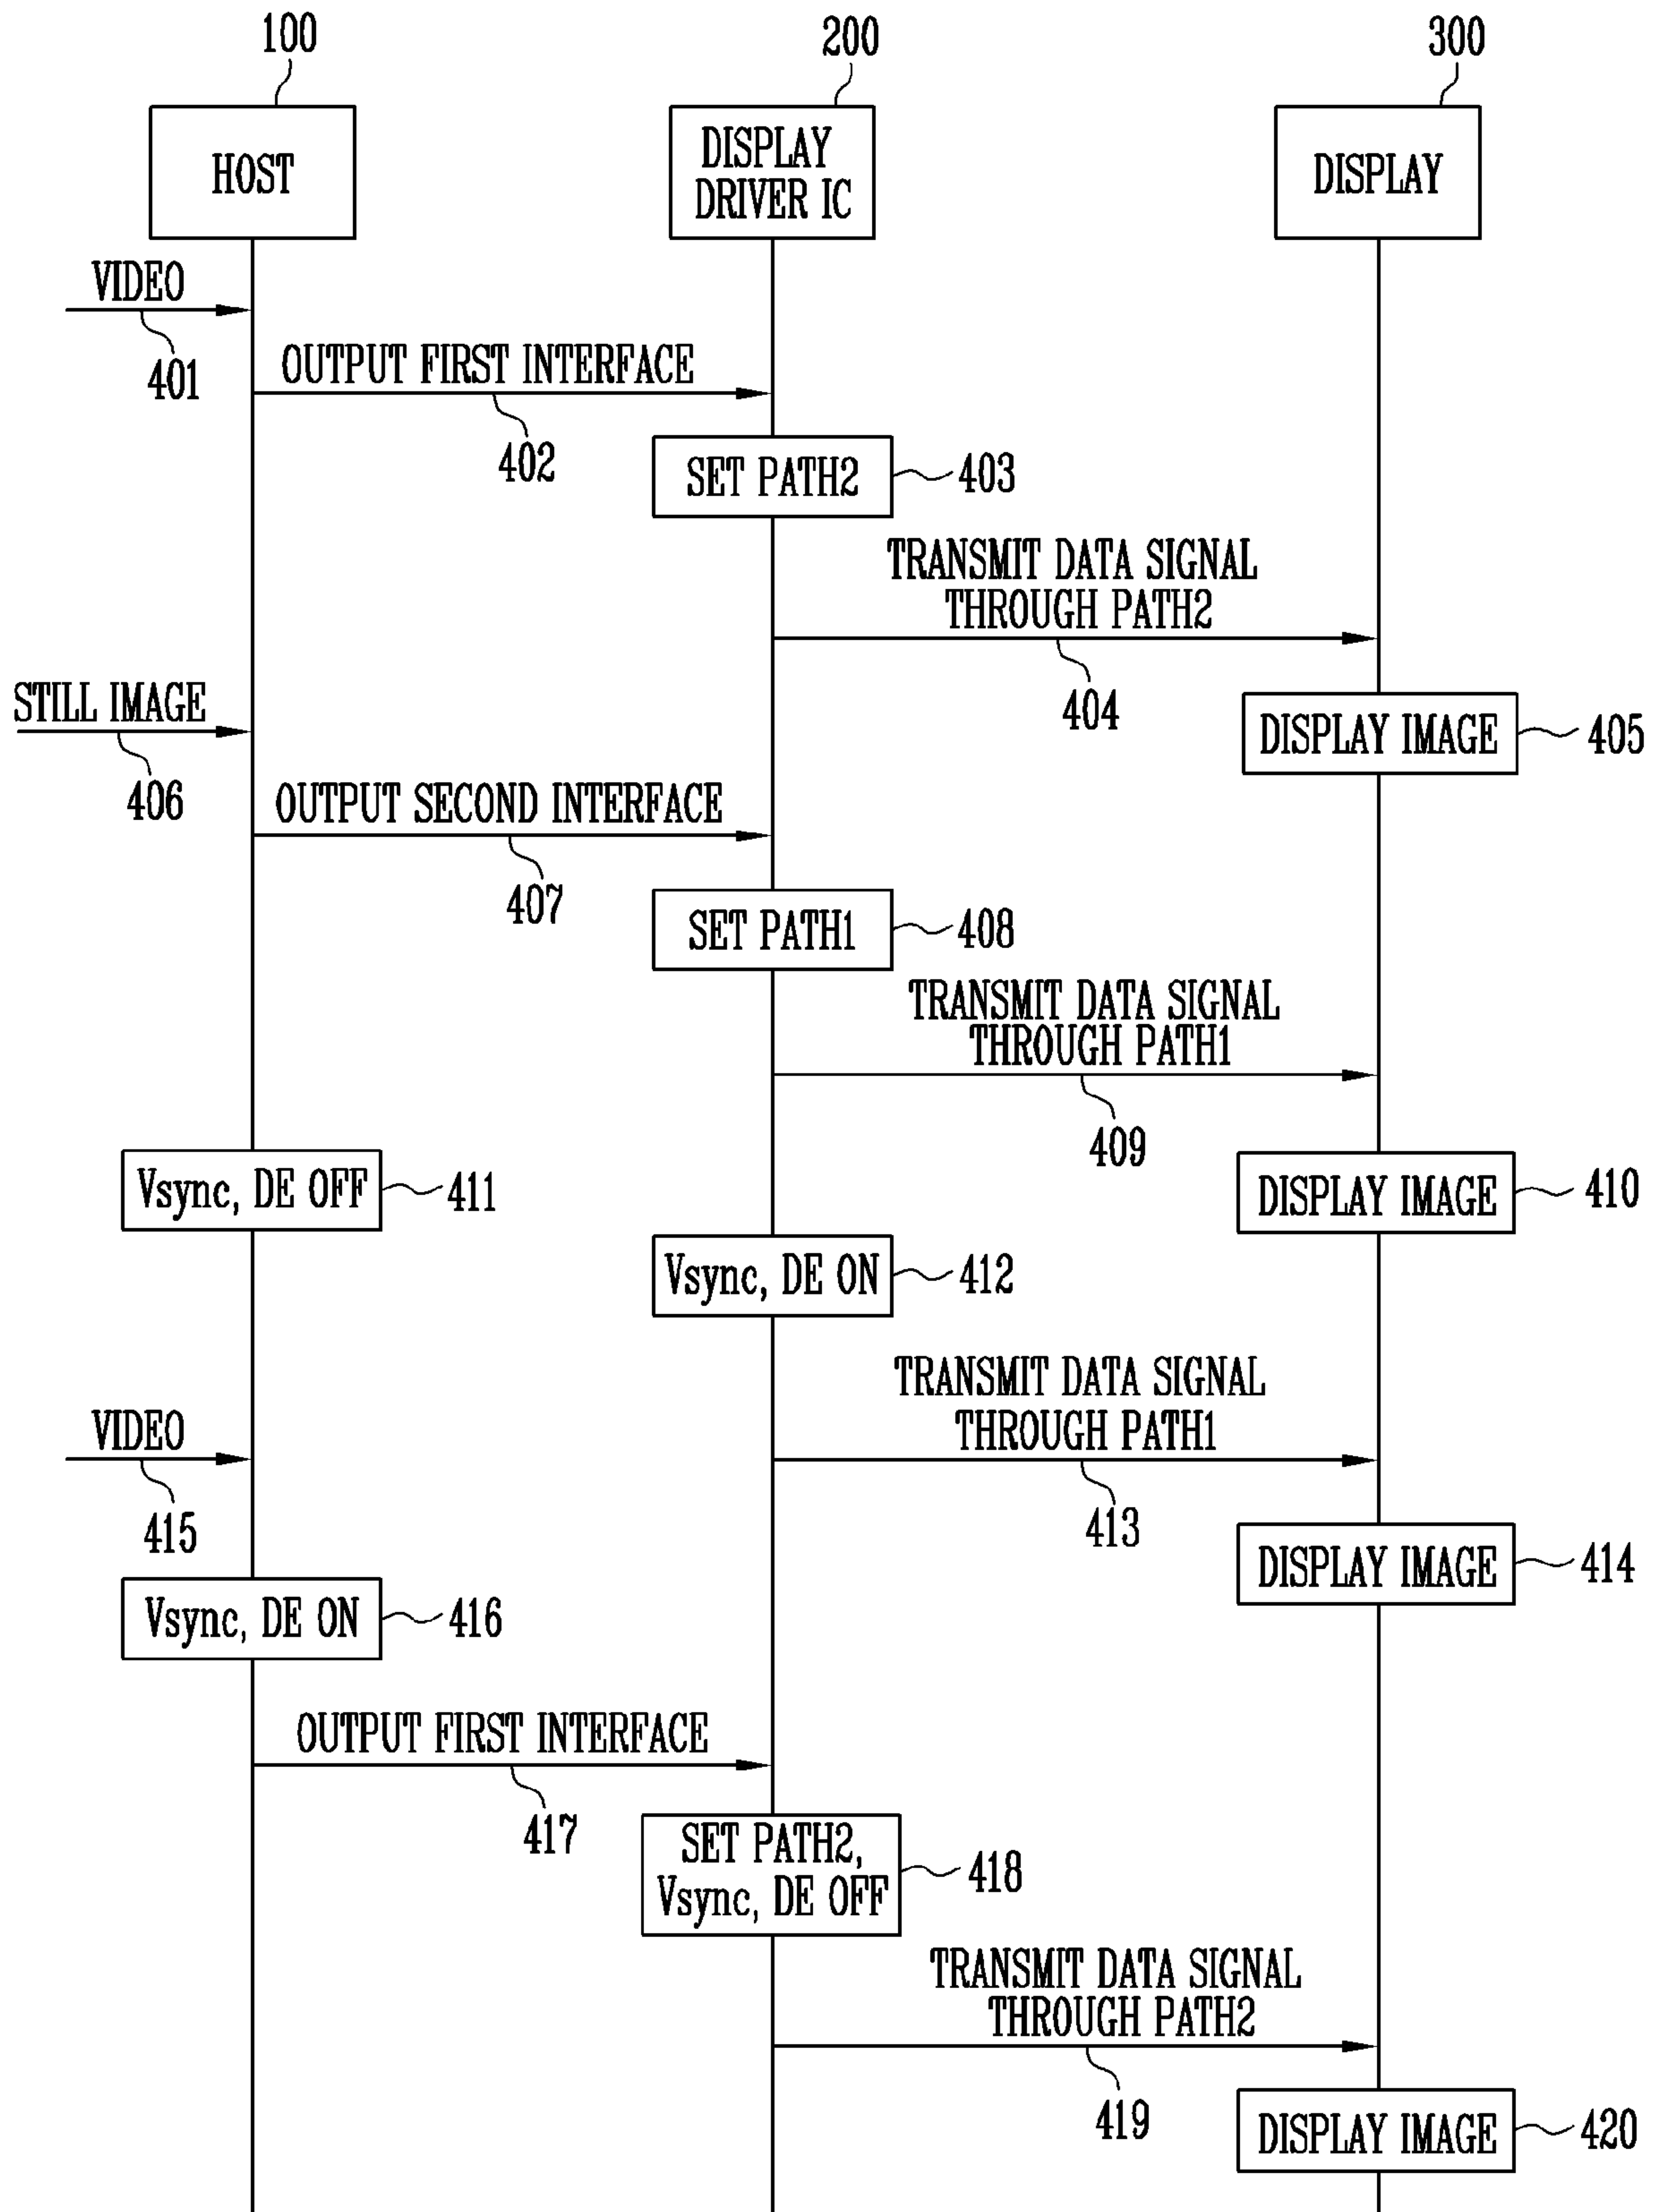 100
200
300
HOST
DISPLAY
DRIVER IC
DISPLAY
VIDEO
401
OUTPUT FIRST INTERFACE
402
SET PATH2
403
TRANSMIT DATA SIGNAL
THROUGH PATH2
404
DISPLAY IMAGE
405
STILL IMAGE
406
OUTPUT SECOND INTERFACE
407
SET PATH1
408
TRANSMIT DATA SIGNAL
THROUGH PATH1
409
DISPLAY IMAGE
410
Vsync, DE OFF
411
Vsync, DE ON
412
TRANSMIT DATA SIGNAL
THROUGH PATH1
413
DISPLAY IMAGE
414
VIDEO
415
Vsync, DE ON
416
OUTPUT FIRST INTERFACE
417
SET PATH2,
Vsync, DE OFF
418
TRANSMIT DATA SIGNAL
THROUGH PATH2
419
DISPLAY IMAGE
420